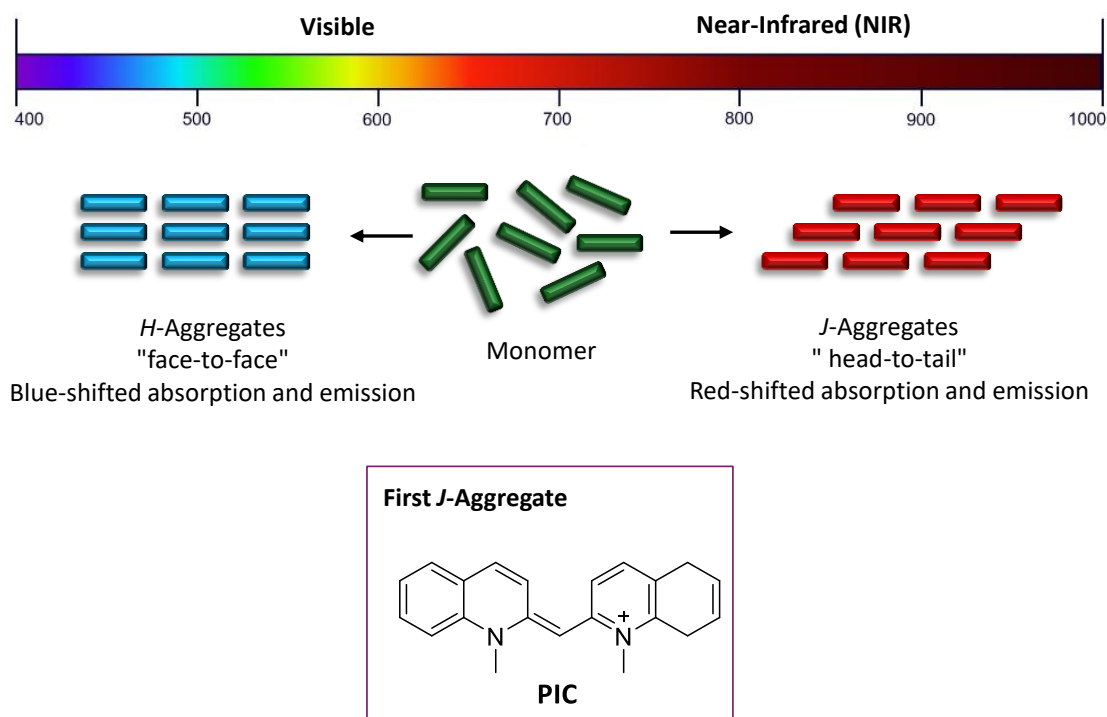 Visible
Near-Infrared (NIR)
400
500
600
700
800
900
1000
H-Aggregates
"face-to-face"
Blue-shifted absorption and emission
Monomer
J-Aggregates
" head-to-tail"
Red-shifted absorption and emission
First J-Aggregate
N
+
N
PIC